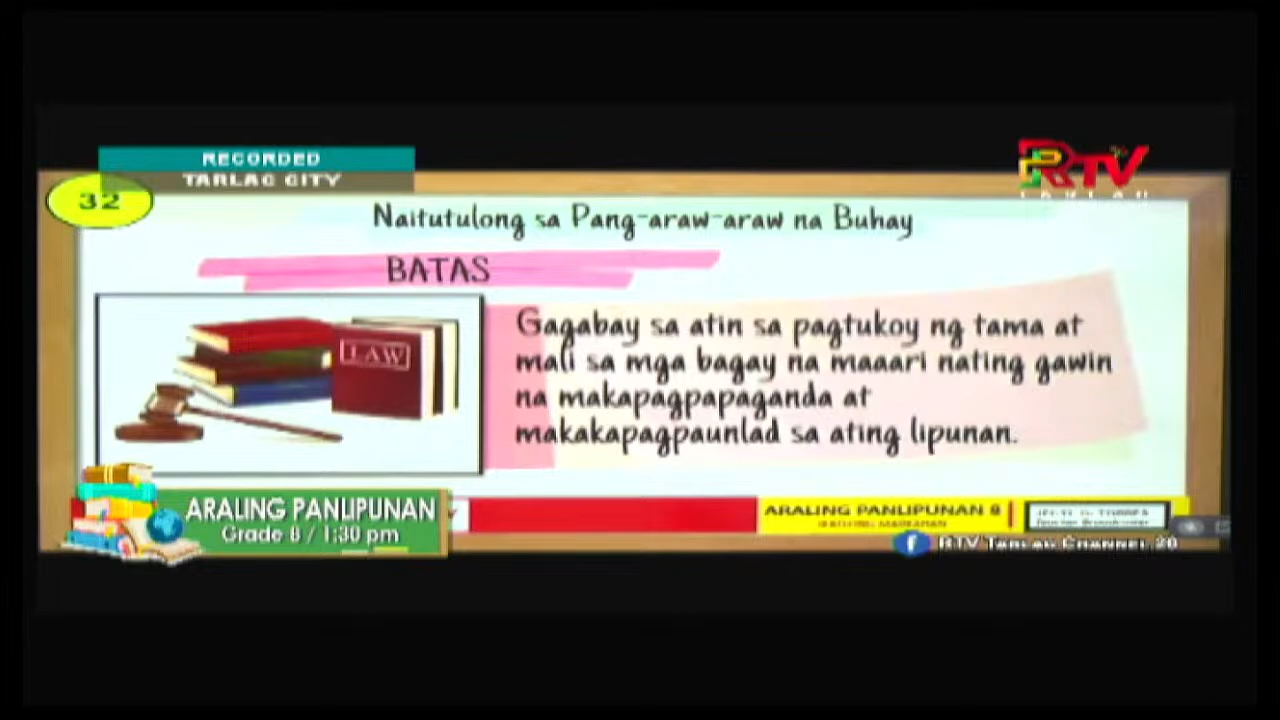 RECORDED
TARLAC CITY
RTV
32
Naitutulong sa Pang-araw-araw na Buhay
BATAS
LAW
Gagabay sa atin sa pagtukoy ng tama at
mali sa mga bagay na maaari nating gawin
na makapagpapaganda at
makakapagpaunlad sa ating lipunan.
ARALING PANLIPUNAN
Grade 8 / 1:30 pm
ARALING PANLIPUNAN 8
RTV Tarlac Channel 26